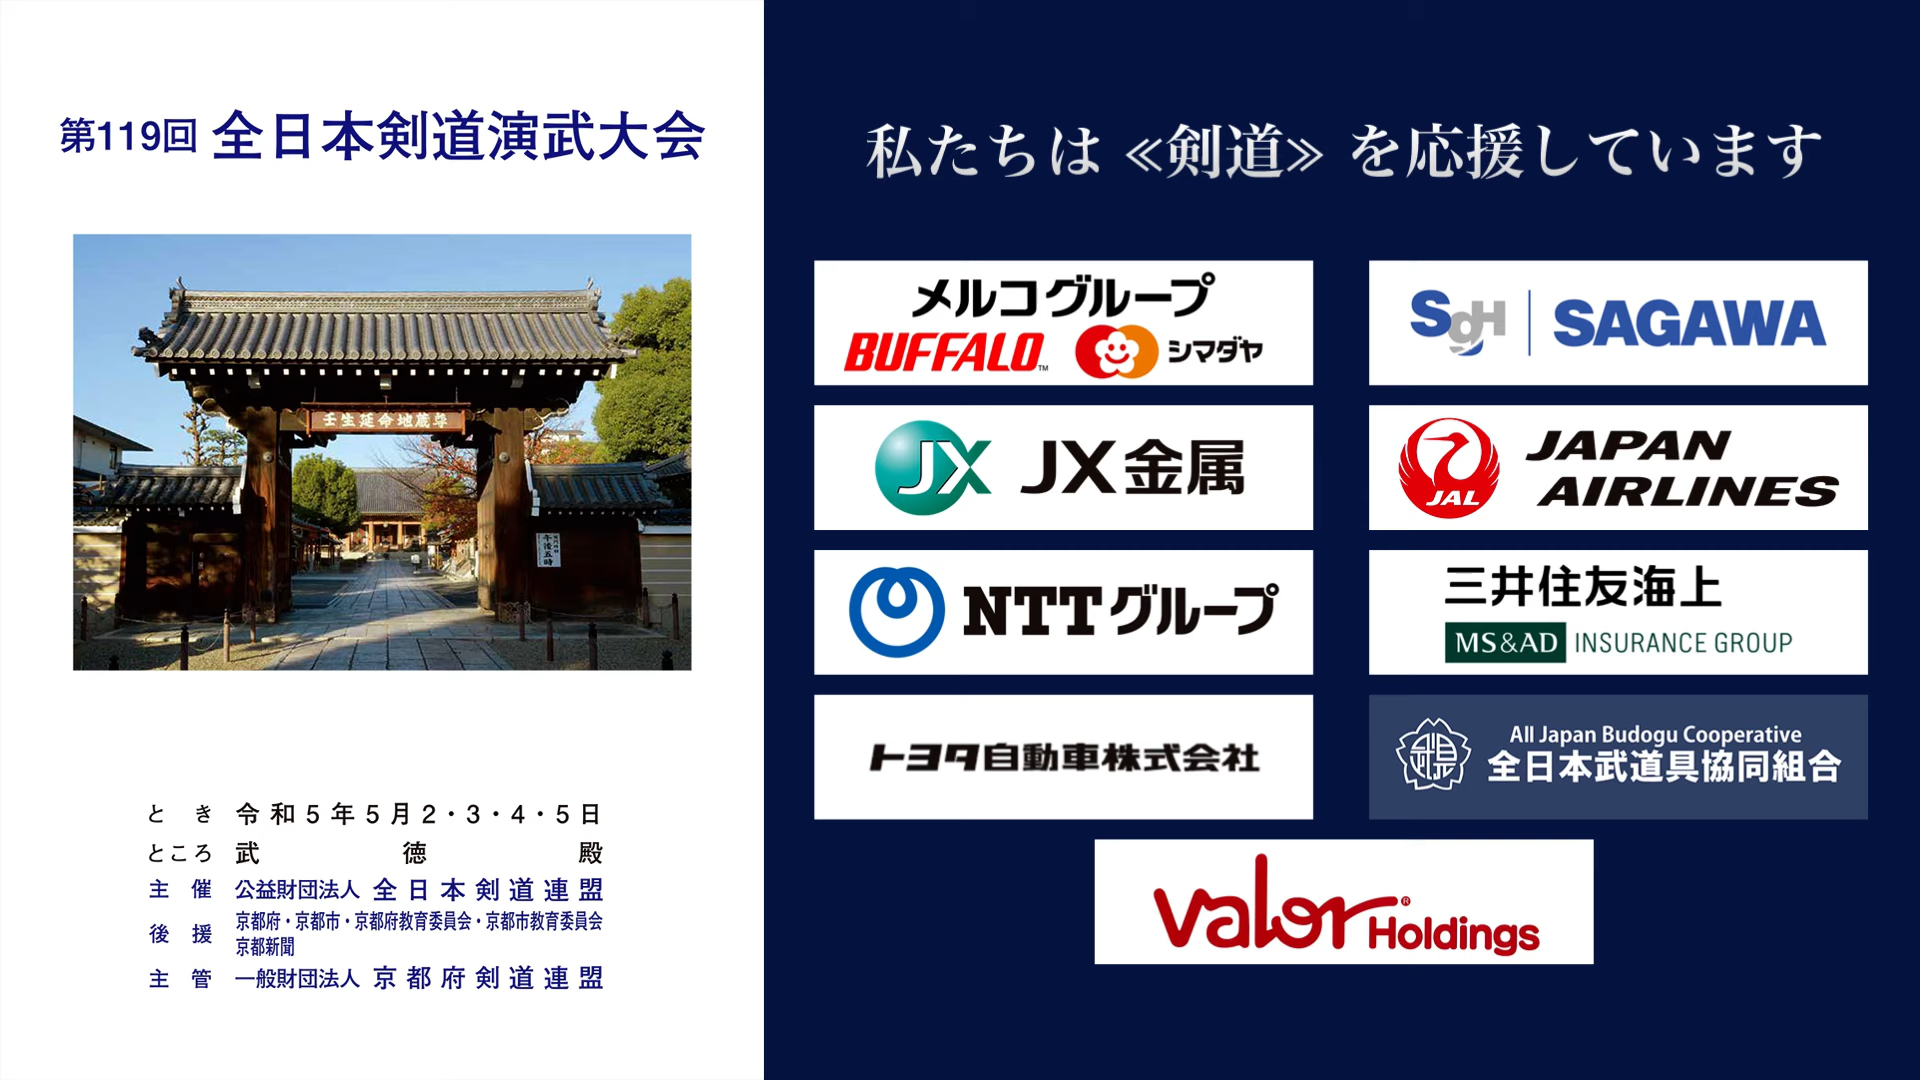 第119回 全日本剣道演武大会
壬生延命地蔵尊
午後五時
とき 令和5年5月2・3・4・5日
ところ 武徳殿
主催 公益財団法人 全日本剣道連盟
後援 京都府・京都市・京都府教育委員会・京都市教育委員会
京都新聞
主管 一般財団法人 京都府剣道連盟
私たちは≪剣道≫を応援しています
メルコグループ
BUFFALO™ シマダヤ
SGH SAGAWA
JX JX金属
JAL JAPAN
AIRLINES
NTTグループ
三井住友海上
MS&AD INSURANCE GROUP
トヨタ自動車株式会社
All Japan Budogu Cooperative
全日本武道具協同組合
valor® Holdings